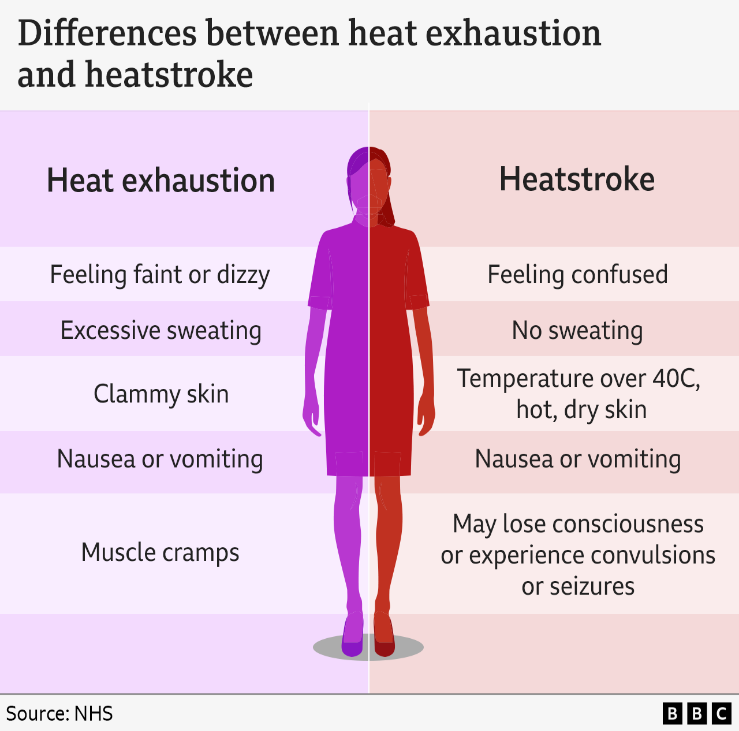 Differences between heat exhaustion
and heatstroke
Heat exhaustion
Heatstroke
Feeling faint or dizzy
Feeling confused
Excessive sweating
No sweating
Clammy skin
Temperature over 40C,
hot, dry skin
Nausea or vomiting
Nausea or vomiting
Muscle cramps
May lose consciousness
or experience convulsions
or seizures
Source: NHS
BBC